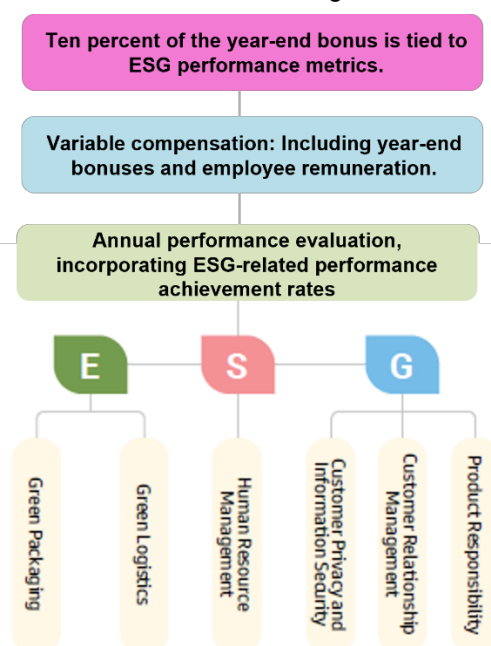 Ten percent of the year-end bonus is tied to
ESG performance metrics.
Variable compensation: Including year-end
bonuses and employee remuneration.
Annual performance evaluation,
incorporating ESG-related performance
achievement rates
E
S
G
Green Packaging
Green Logistics
Human Resource
Management
Customer Privacy and
Information Security
Customer Relationship
Management
Product Responsibility